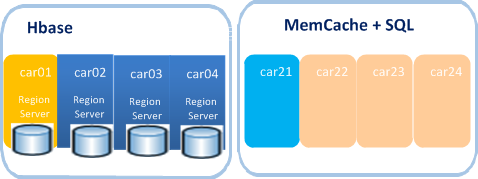 Hbase
MemCache + SQL
car01
car02
car03
car04
car21
car22
car23
car24
Region
Server
Region
Server
Region
Server
Region
Server